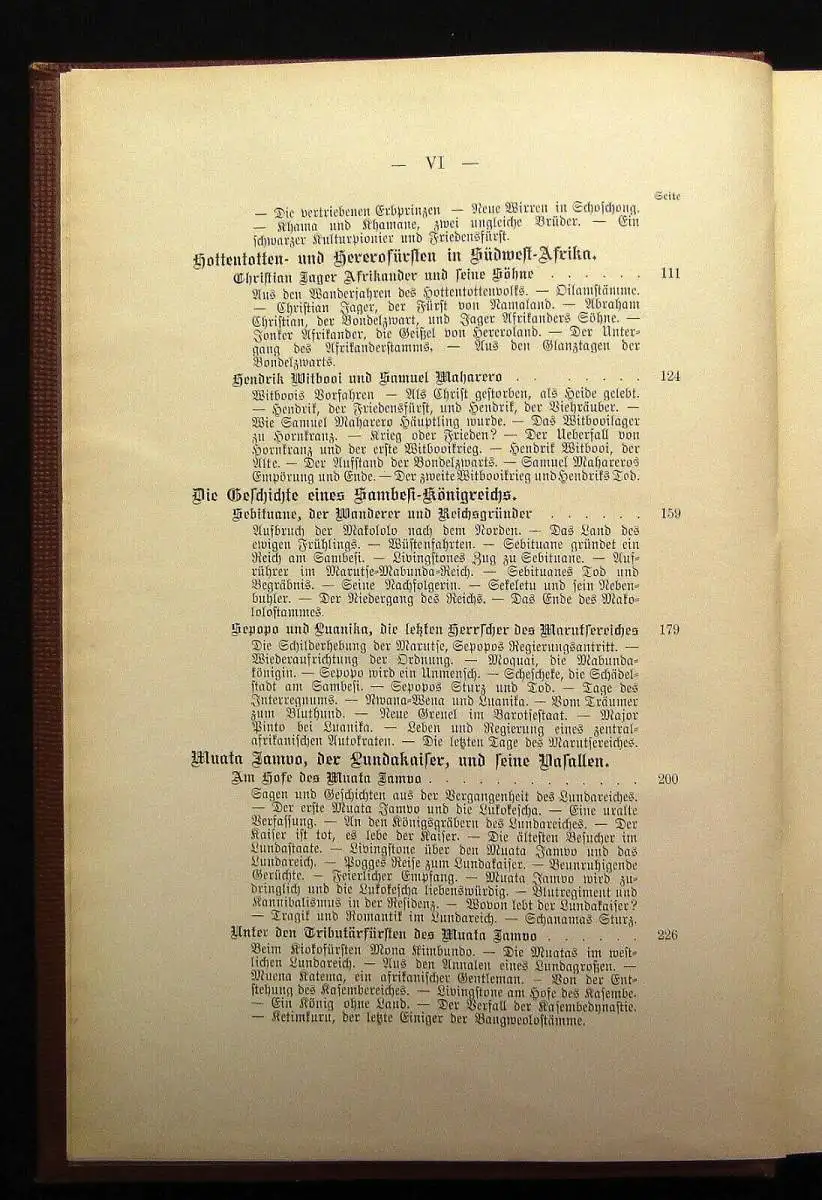 — VI —
Seite
— Die vertriebenen Erbprinzen — Neue Wirren in Schoschong.
— Khama und Khamane, zwei ungleiche Brüder. — Ein
schwarzer Kulturpionier und Friedensfürst.
Hottentotten- und Hererofürsten in Südwest-Afrika.
Christian Jager Afrikander und seine Söhne . . . . . . 111
Aus den Wanderjahren des Hottentottenvolks. — Oilamstämme.
— Christian Jager, der Fürst von Namaland. — Abraham
Christian, der Bondelzwart, und Jager Afrikanders Söhne. —
Jonker Afrikander, die Geißel von Hereroland. — Der Unter-
gang des Afrikanderstamms. — Aus den Glanztagen der
Bondelzwarts.
Hendrik Witbooi und Samuel Maharero . . . . . . . 124
Witboois Vorfahren — Als Christ gestorben, als Heide gelebt.
— Hendrik, der Friedensfürst, und Hendrik, der Viehräuber. —
Wie Samuel Maharero Häuptling wurde. — Das Witbooilager
zu Hornkranz. — Krieg oder Frieden? — Der Ueberfall von
Hornkranz und der erste Witbooikrieg. — Hendrik Witbooi, der
Alte. — Der Aufstand der Bondelzwarts. — Samuel Mahareros
Empörung und Ende. — Der zweite Witbooikrieg und Hendriks Tod.
Die Geschichte eines Sambesi-Königreichs.
Sebituane, der Wanderer und Reichsgründer . . . . . . 159
Aufbruch der Makololo nach dem Norden. — Das Land des
ewigen Frühlings. — Wüstenfahrten. — Sebituane gründet ein
Reich am Sambesi. — Livingstones Zug zu Sebituane. — Auf-
rührer im Marutse-Mabunda-Reich. — Sebituanes Tod und
Begräbnis. — Seine Nachfolgerin. — Sekeletu und sein Neben-
buhler. — Der Niedergang des Reichs. — Das Ende des Mako-
lolostammes.
Sepopo und Luanika, die letzten Herrscher des Marutsereiches 179
Die Schilderhebung der Marutse, Sepopos Regierungsantritt. —
Wiederaufrichtung der Ordnung. — Moquai, die Mabunda-
königin. — Sepopo wird ein Unmensch. — Schescheke, die Schädel-
stadt am Sambesi. — Sepopos Sturz und Tod. — Tage des
Interregnums. — Nwana-Wena und Luanika. — Vom Träumer
zum Bluthund. — Neue Greuel im Barotsestaat. — Major
Pinto bei Luanika. — Leben und Regierung eines zentral-
afrikanischen Autokraten. — Die letzten Tage des Marutsereiches.
Muata Jamvo, der Lundakaiser, und seine Vasallen.
Am Hofe des Muata Jamvo . . . . . . . . . . . . . 200
Sagen und Geschichten aus der Vergangenheit des Lundareiches.
— Der erste Muata Jamvo und die Lukokescha. — Eine uralte
Verfassung. — An den Königsgräbern des Lundareiches. — Der
Kaiser ist tot, es lebe der Kaiser. — Die ältesten Besucher im
Lundastaate. — Livingstone über den Muata Jamvo und das
Lundareich. — Pogges Reise zum Lundakaiser. — Beunruhigende
Gerüchte. — Feierlicher Empfang. — Muata Jamvo wird zu-
dringlich und die Lukokescha liebenswürdig. — Blutregiment und
Kannibalismus in der Residenz. — Wovon lebt der Lundakaiser?
— Tragik und Romantik im Lundareich. — Schanamas Sturz.
Unter den Tributärfürsten des Muata Jamvo . . . . . . 226
Beim Kiokofürsten Mona Kimbundo. — Die Muatas im west-
lichen Lundareich. — Aus den Annalen eines Lundagroßen. —
Muena Katema, ein afrikanischer Gentleman. — Von der Ent-
stehung des Kasembereiches. — Livingstone am Hofe des Kasembe.
— Ein König ohne Land. — Der Verfall der Kasembedynastie.
— Ketimkuru, der letzte Einiger der Bangweolostämme.